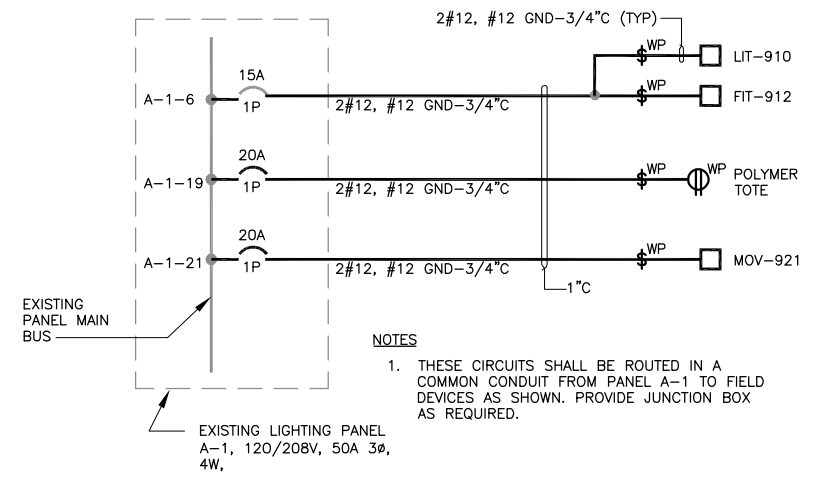 2#12, #12 GND-3/4"C (TYP)
WP
LIT-910
15A
A-1-6
1P
2#12, #12 GND-3/4"C
WP
FIT-912
20A
A-1-19
1P
2#12, #12 GND-3/4"C
WP
WP
POLYMER
TOTE
20A
A-1-21
1P
2#12, #12 GND-3/4"C
WP
MOV-921
1"C
EXISTING
PANEL MAIN
BUS
NOTES
1. THESE CIRCUITS SHALL BE ROUTED IN A
COMMON CONDUIT FROM PANEL A-1 TO FIELD
DEVICES AS SHOWN. PROVIDE JUNCTION BOX
AS REQUIRED.
EXISTING LIGHTING PANEL
A-1, 120/208V, 50A 3ø,
4W,